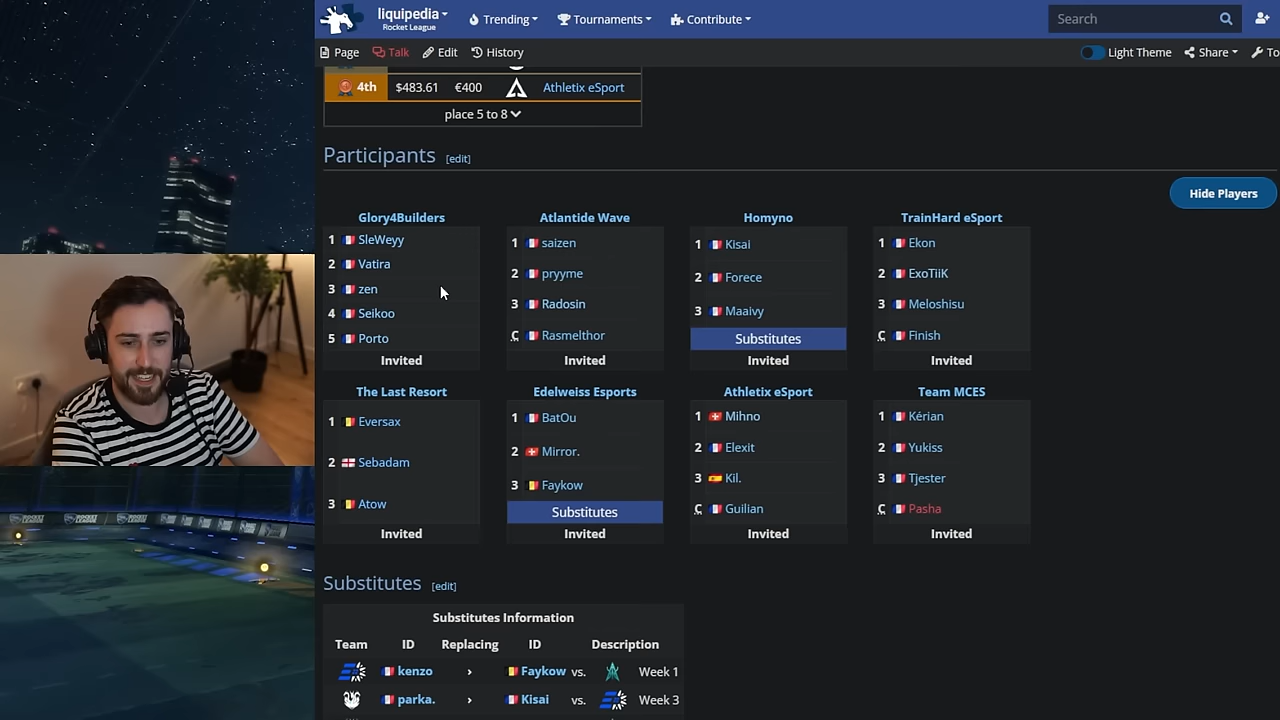 liquipedia
Rocket League
Trending
Tournaments
Contribute
Search
Page
Talk
Edit
History
Light Theme
Share
To
4th $483.61 €400 Athletix eSport
place 5 to 8
Participants [edit]
Hide Players
Glory4Builders
1 SleWeyy
2 Vatira
3 zen
4 Seikoo
5 Porto
Invited
Atlantide Wave
1 saizen
2 pryyme
3 Radosin
C Rasmelthor
Invited
Homyno
1 Kisai
2 Forece
3 Maaivy
Substitutes
Invited
TrainHard eSport
1 Ekon
2 ExoTiiK
3 Meloshisu
C Finish
Invited
The Last Resort
1 Eversax
2 Sebadam
3 Atow
Invited
Edelweiss Esports
1 BatOu
2 Mirror.
3 Faykow
Substitutes
Invited
Athletix eSport
1 Mihno
2 Elexit
3 Kil.
C Guilian
Invited
Team MCES
1 Kérian
2 Yukiss
3 Tjester
C Pasha
Invited
Substitutes [edit]
Substitutes Information
Team ID Replacing ID Description
kenzo › Faykow vs. Week 1
parka. › Kisai vs. Week 3